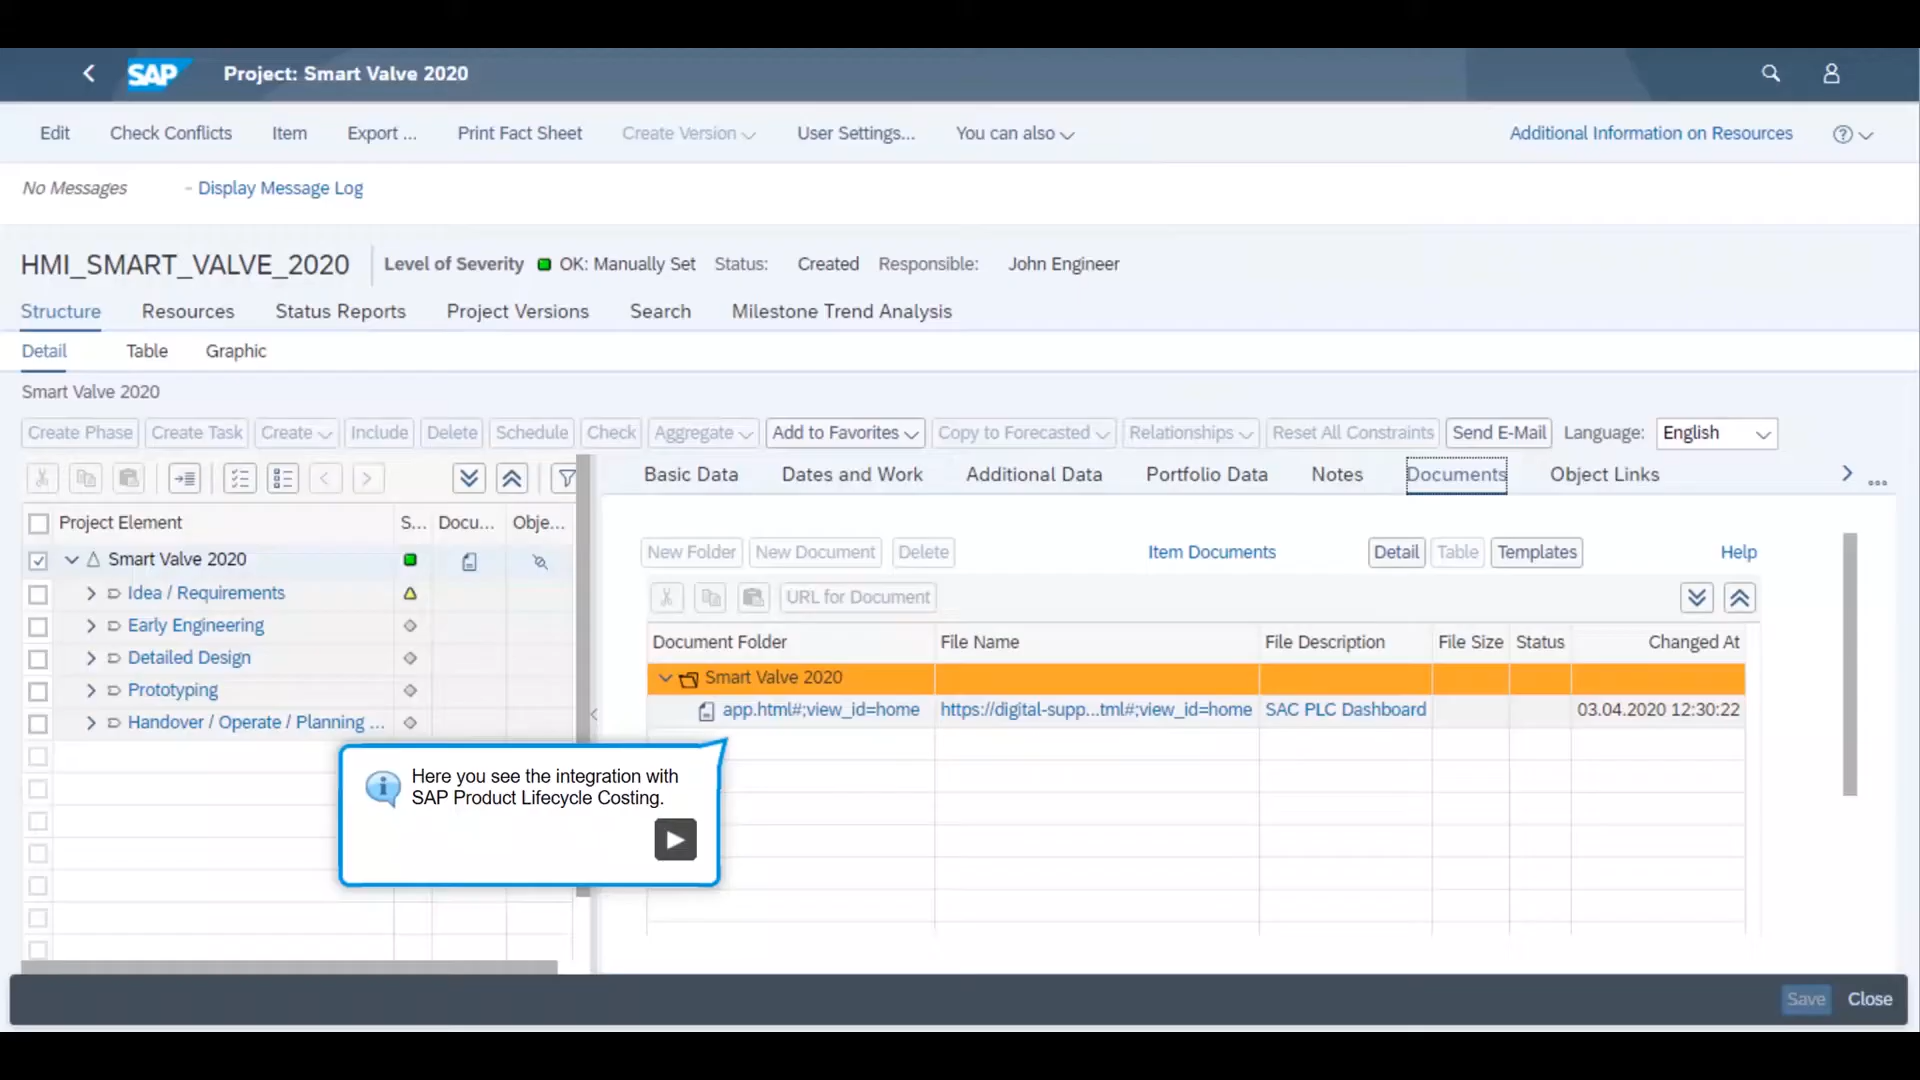 SAP Project: Smart Valve 2020
Edit Check Conflicts Item Export ... Print Fact Sheet Create Version User Settings... You can also Additional Information on Resources
No Messages - Display Message Log
HMI_SMART_VALVE_2020 Level of Severity OK: Manually Set Status: Created Responsible: John Engineer
Structure Resources Status Reports Project Versions Search Milestone Trend Analysis
Detail Table Graphic
Smart Valve 2020
Create Phase Create Task Create Include Delete Schedule Check Aggregate Add to Favorites Copy to Forecasted Relationships Reset All Constraints Send E-Mail Language: English
Basic Data Dates and Work Additional Data Portfolio Data Notes Documents Object Links ...
Project Element S... Docu... Obje...
Smart Valve 2020
Idea / Requirements
Early Engineering
Detailed Design
Prototyping
Handover / Operate / Planning ...
New Folder New Document Delete Item Documents Detail Table Templates Help
URL for Document
Document Folder File Name File Description File Size Status Changed At
Smart Valve 2020
app.html#;view_id=home https://digital-supp...tml#;view_id=home SAC PLC Dashboard 03.04.2020 12:30:22
Here you see the integration with
SAP Product Lifecycle Costing.
Save Close